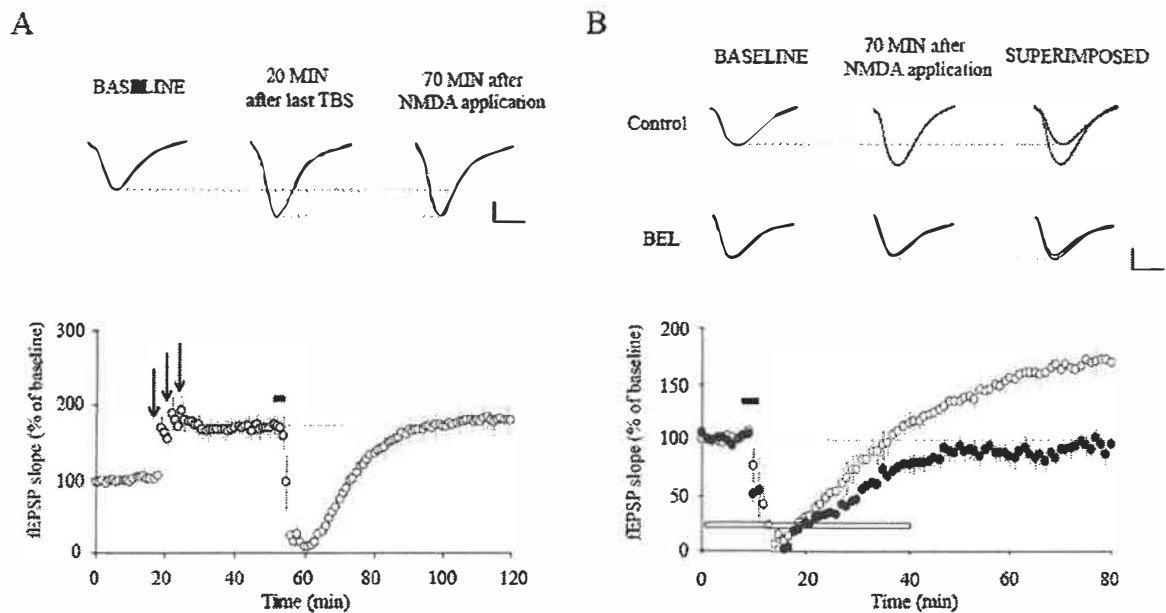 A
BASELINE
20 MIN
after last TBS
70 MIN after
NMDA application
300
200
100
0
fEPSP slope (% of baseline)
0 20 40 60 80 100 120
Time (min)
B
BASELINE
70 MIN after
NMDA application
SUPERIMPOSED
Control
BEL
200
150
100
50
0
fEPSP slope (% of baseline)
0 20 40 60 80
Time (min)